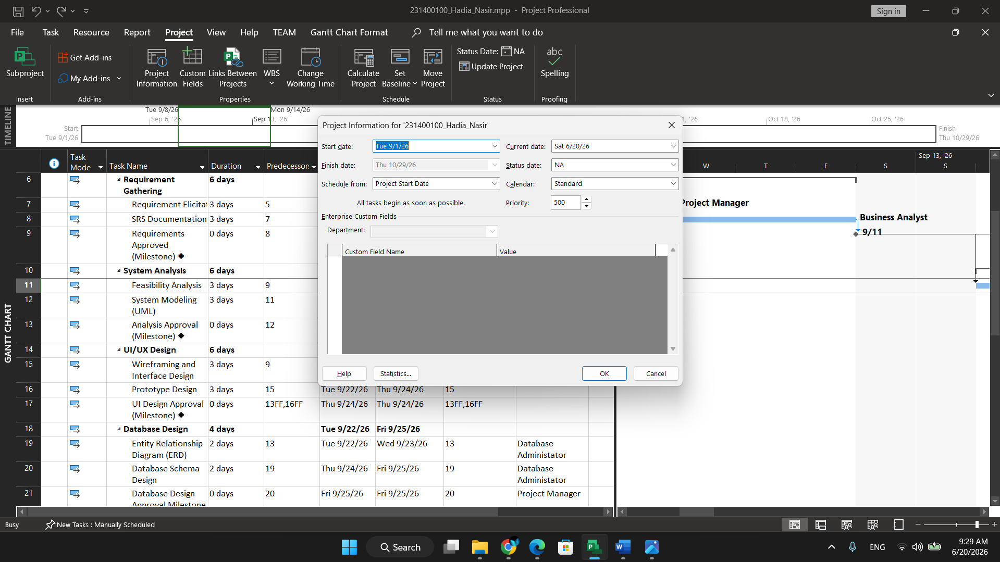 231400100_Hadia_Nasir.mpp - Project Professional
Sign in
File Task Resource Report Project View Help TEAM Gantt Chart Format Tell me what you want to do
Subproject
Get Add-ins
My Add-ins
Project Information
Custom Fields
Links Between Projects
WBS
Change Working Time
Calculate Project
Set Baseline
Move Project
Status Date: NA
Update Project
abc
Spelling
Insert Add-ins Properties Schedule Status Proofing
TIMELINE
Tue 9/8/26 Mon 9/14/26
Sep 6, '26 Sep 13, '26 Oct 18, '26 Oct 25, '26
Start
Tue 9/1/26
Finish
Thu 10/29/26
GANTT CHART
Task Mode Task Name Duration Predecessors
6 Requirement Gathering 6 days
7 Requirement Elicitat 3 days 5
8 SRS Documentation 3 days 7
9 Requirements Approved (Milestone) ◆ 0 days 8
10 System Analysis 6 days
11 Feasibility Analysis 3 days 9
12 System Modeling (UML) 3 days 11
13 Analysis Approval (Milestone) ◆ 0 days 12
14 UI/UX Design 6 days
15 Wireframing and Interface Design 3 days 9
16 Prototype Design 3 days 15 Tue 9/22/26 Thu 9/24/26 15
17 UI Design Approval (Milestone) ◆ 0 days 13FF,16FF Thu 9/24/26 Thu 9/24/26 13FF,16FF
18 Database Design 4 days Tue 9/22/26 Fri 9/25/26
19 Entity Relationship Diagram (ERD) 2 days 13 Tue 9/22/26 Wed 9/23/26 13 Database Administator
20 Database Schema Design 2 days 19 Thu 9/24/26 Fri 9/25/26 19 Database Administator
21 Database Design Approval Milestone 0 days 20 Fri 9/25/26 Fri 9/25/26 20 Project Manager
Project Information for '231400100_Hadia_Nasir'
Start date: Tue 9/1/26 Current date: Sat 6/20/26
Finish date: Thu 10/29/26 Status date: NA
Schedule from: Project Start Date Calendar: Standard
All tasks begin as soon as possible. Priority: 500
Enterprise Custom Fields
Department:
Custom Field Name Value
Help Statistics... OK Cancel
Sep 13, '26
W T F S S
Project Manager
Business Analyst
9/11
Busy New Tasks : Manually Scheduled
Search
ENG
9:29 AM
6/20/2026